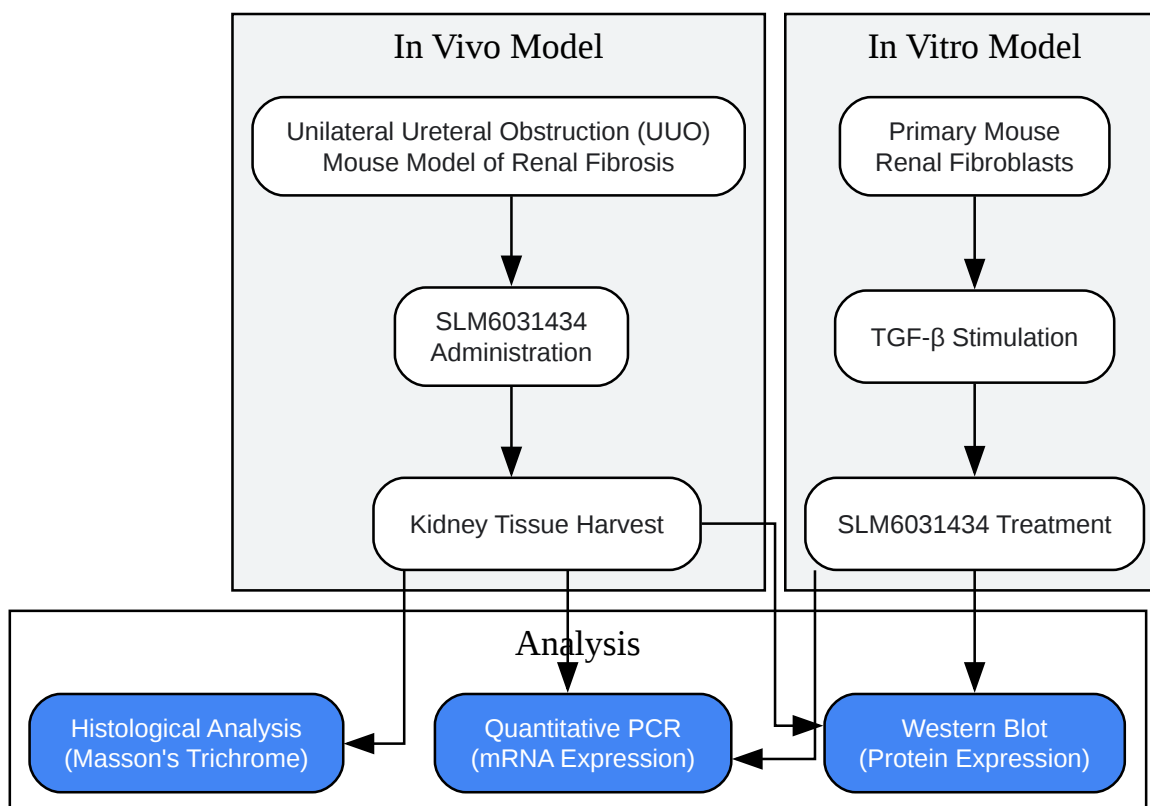 In Vivo Model
Unilateral Ureteral Obstruction (UUO)
Mouse Model of Renal Fibrosis
SLM6031434
Administration
Kidney Tissue Harvest
In Vitro Model
Primary Mouse
Renal Fibroblasts
TGF-β Stimulation
SLM6031434 Treatment
Analysis
Histological Analysis
(Masson's Trichrome)
Quantitative PCR
(mRNA Expression)
Western Blot
(Protein Expression)